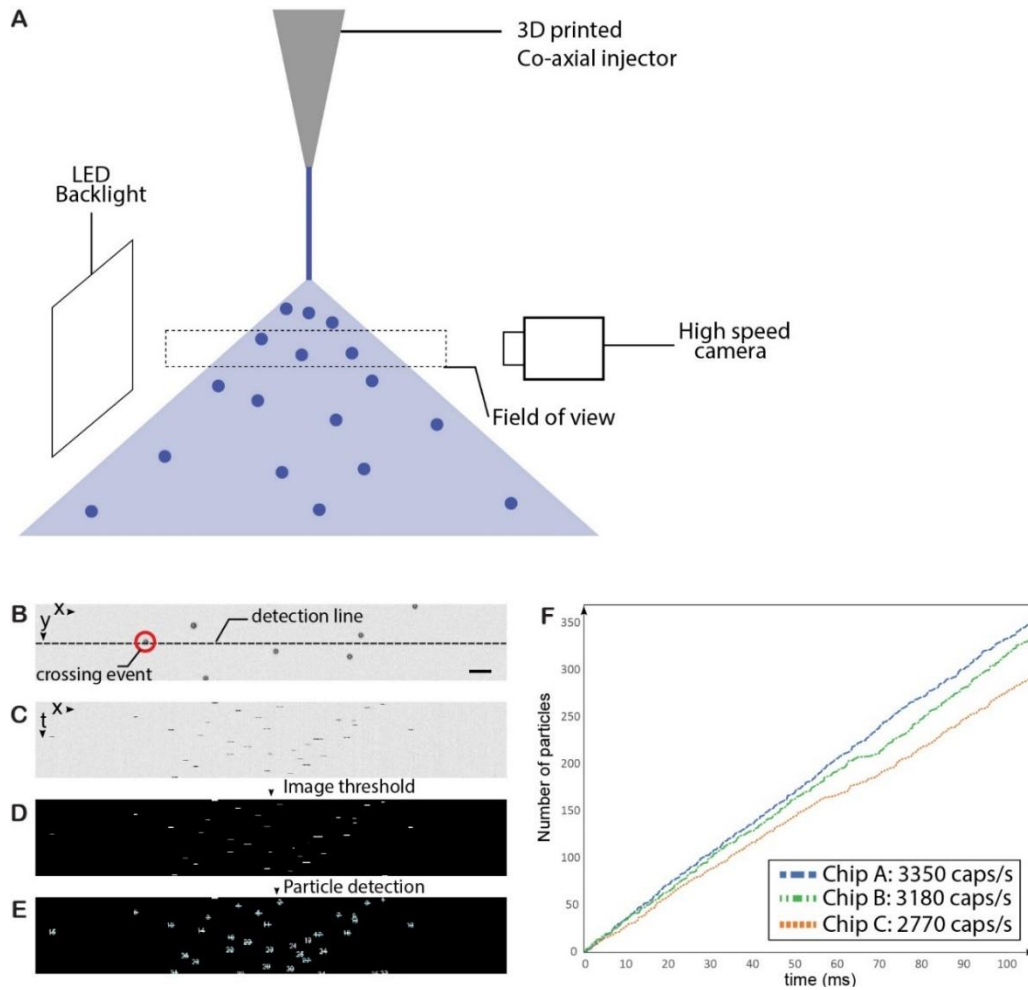 A
3D printed
Co-axial injector
LED
Backlight
High speed
camera
Field of view
B
x
y
detection line
crossing event
C
x
t
Image threshold
D
Particle detection
E
F
Number of particles
350
300
250
200
150
100
50
0
0 10 20 30 40 50 60 70 80 90 100
time (ms)
Chip A: 3350 caps/s
Chip B: 3180 caps/s
Chip C: 2770 caps/s